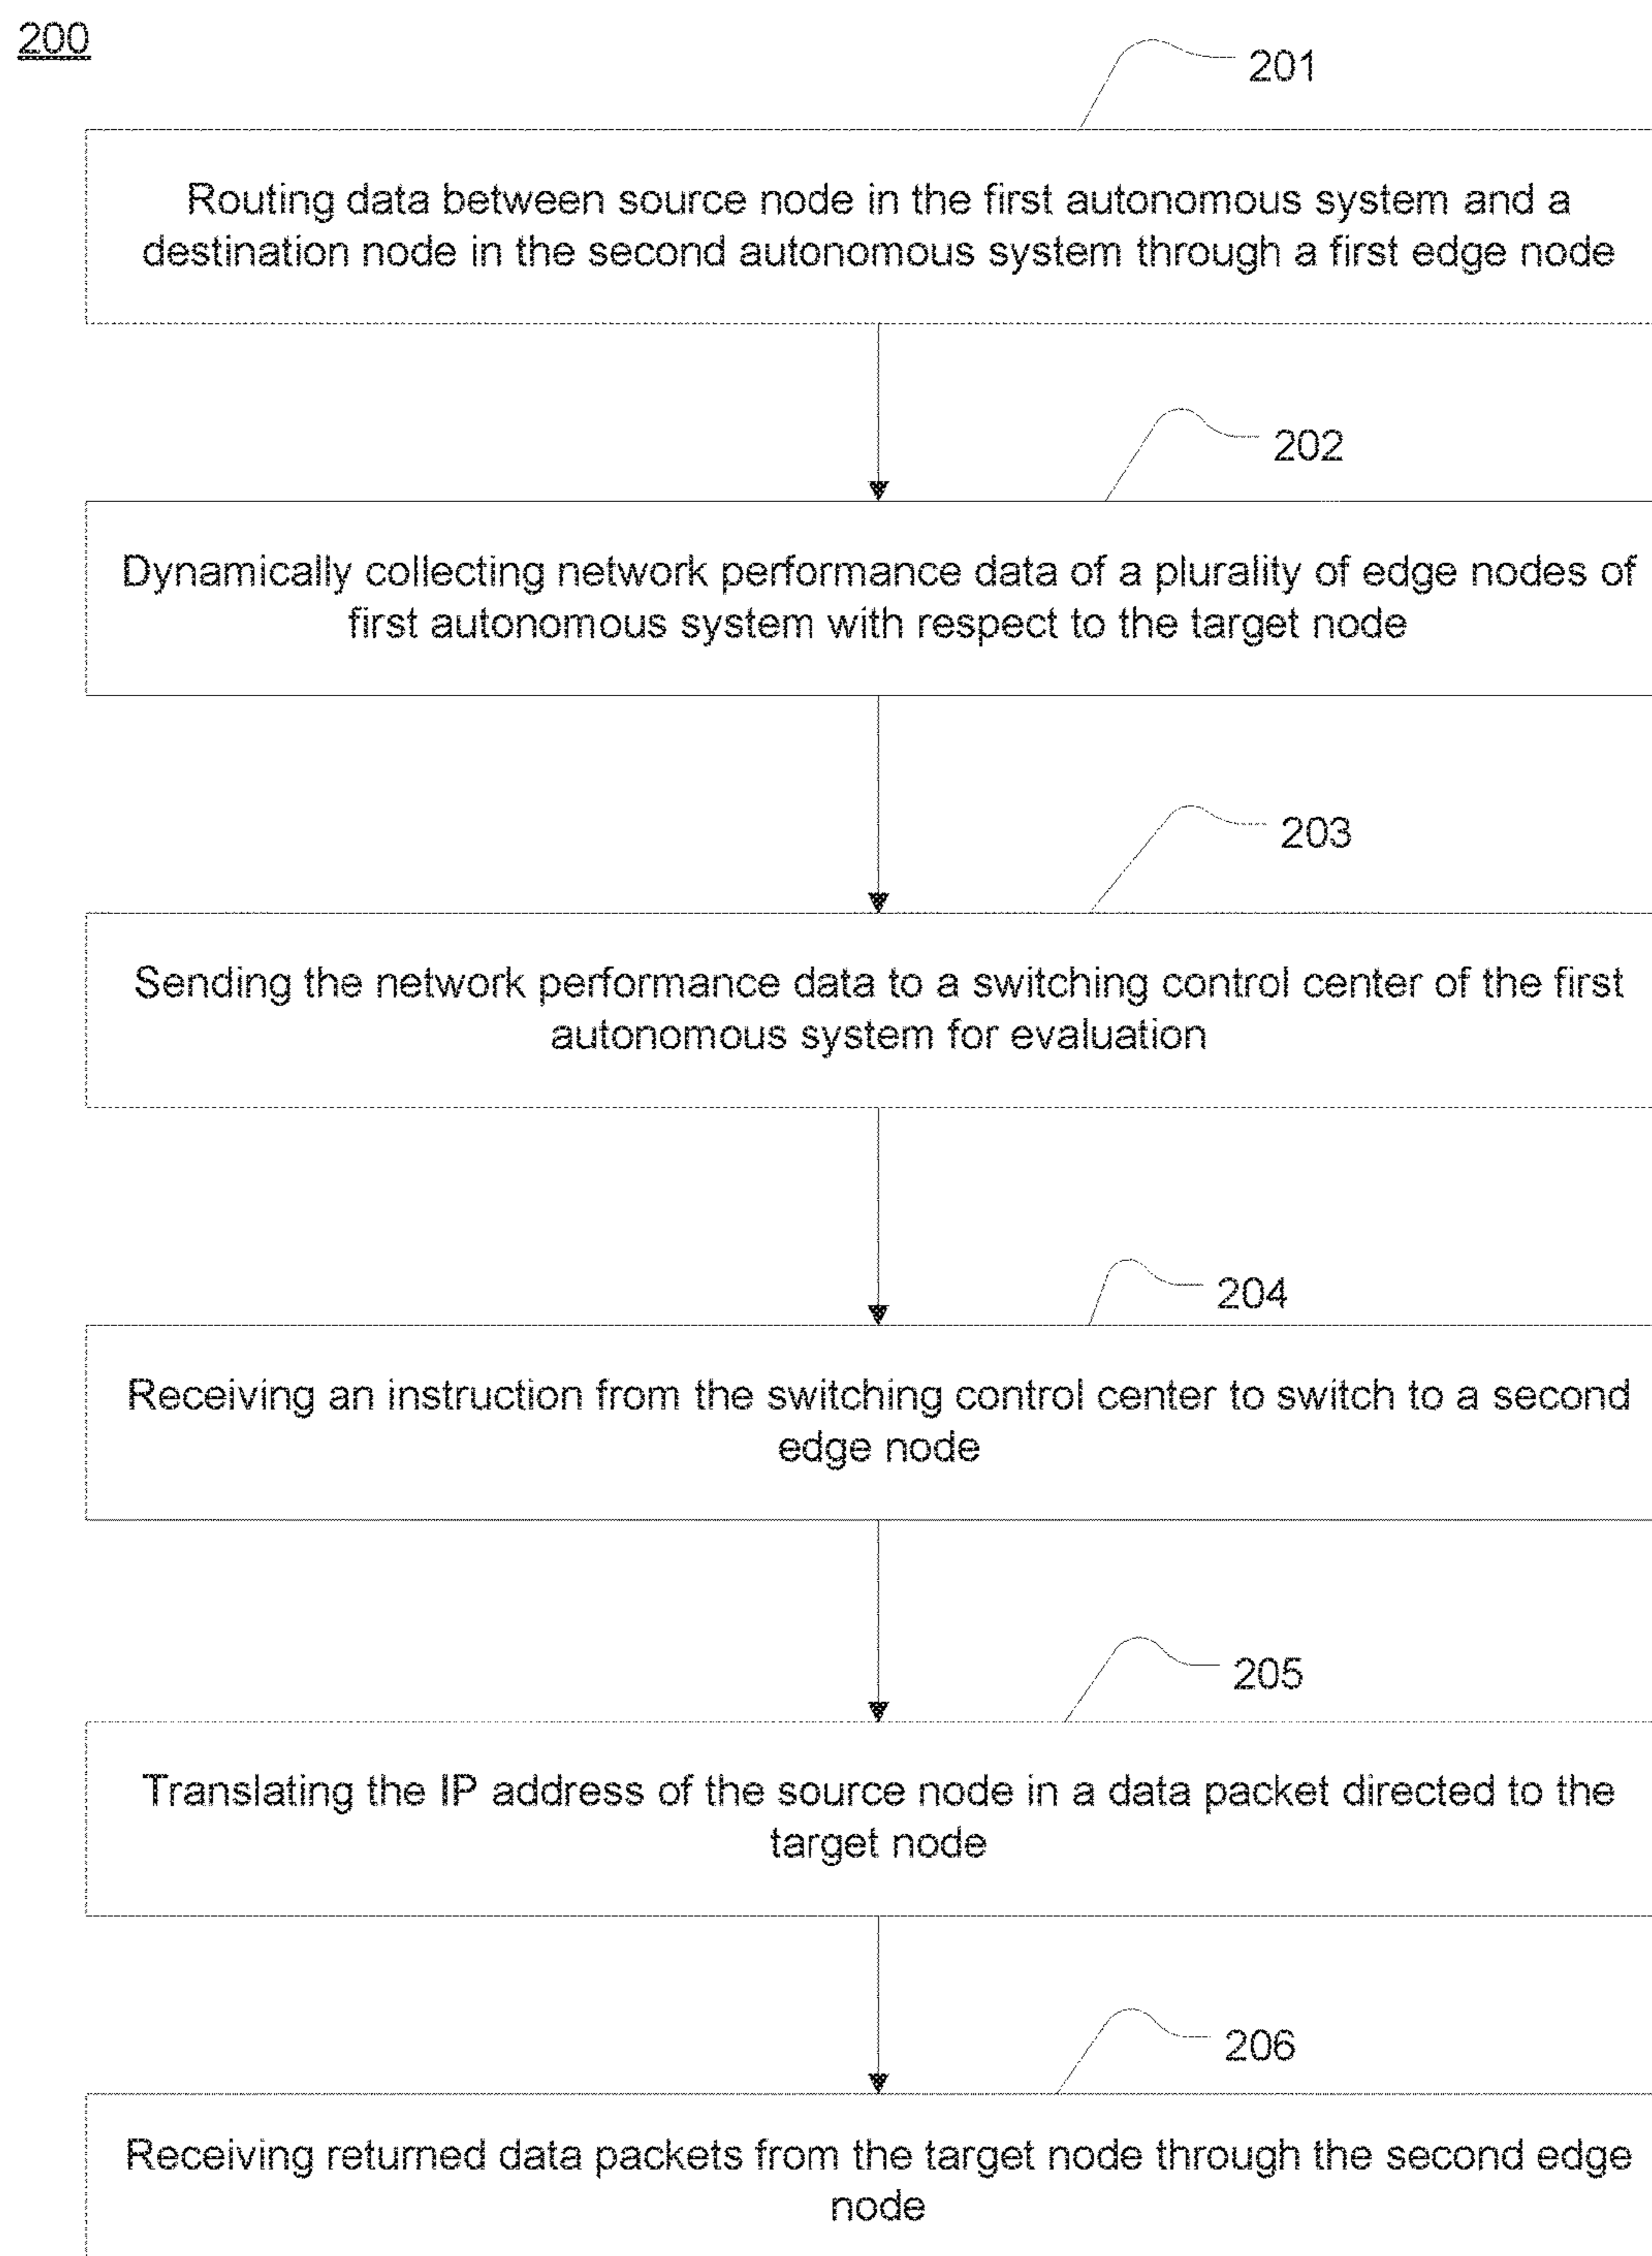 200
201
Routing data between source node in the first autonomous system and a
destination node in the second autonomous system through a first edge node
202
Dynamically collecting network performance data of a plurality of edge nodes of
first autonomous system with respect to the target node
203
Sending the network performance data to a switching control center of the first
autonomous system for evaluation
204
Receiving an instruction from the switching control center to switch to a second
edge node
205
Translating the IP address of the source node in a data packet directed to the
target node
206
Receiving returned data packets from the target node through the second edge
node